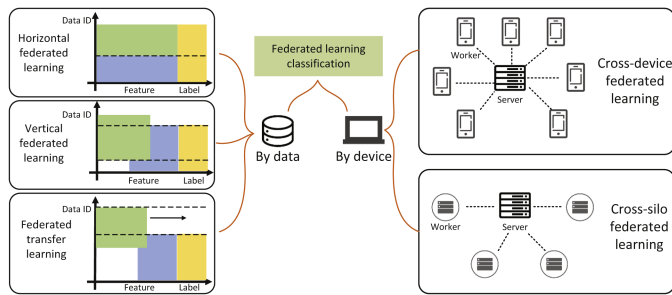 Data ID
Horizontal
federated
learning
Feature
Label
Data ID
Vertical
federated
learning
Feature
Label
Data ID
Federated
transfer
learning
Feature
Label
Federated learning
classification
By data
By device
Worker
Server
Cross-device
federated
learning
Worker
Server
Cross-silo
federated
learning